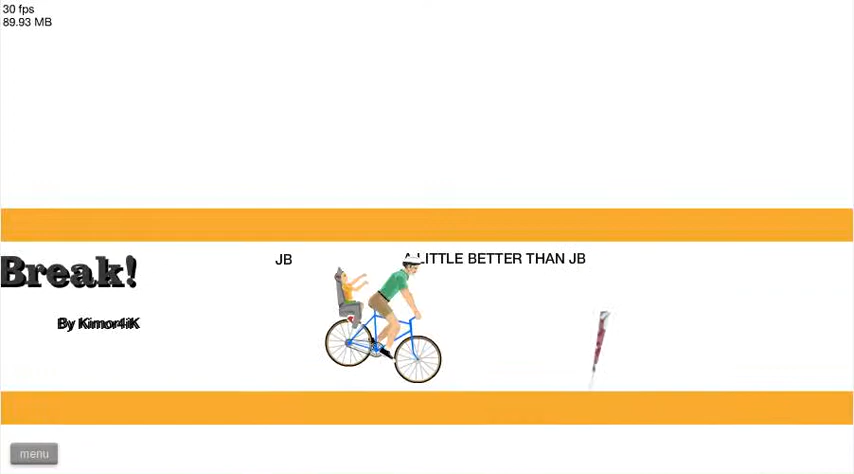 30 fps
89.93 MB
JB
A LITTLE BETTER THAN JB
Break!
By Kimor4iK
menu